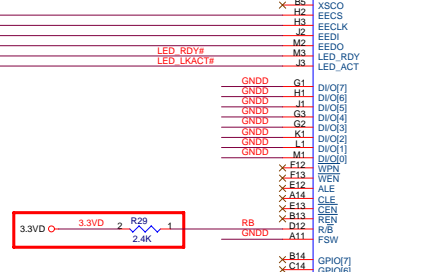 B5 XSCO
H2 EECS
H3 EECLK
J2 EEDI
M2 EEDO
LED_RDY# M3 LED_RDY
LED_LKACT# J3 LED_ACT
GNDD G1 DI/O[7]
GNDD H1 DI/O[6]
GNDD J1 DI/O[5]
GNDD G3 DI/O[4]
GNDD G2 DI/O[3]
GNDD K1 DI/O[2]
GNDD L1 DI/O[1]
GNDD M1 DI/O[0]
F12 WPN
F13 WEN
E12 ALE
A14 CLE
E13 CEN
B13 REN
3.3VD 3.3VD 2 R29 1 RB D12 R/B
2.4K GNDD A11 FSW
B14 GPIO[7]
C14 GPIO[6]